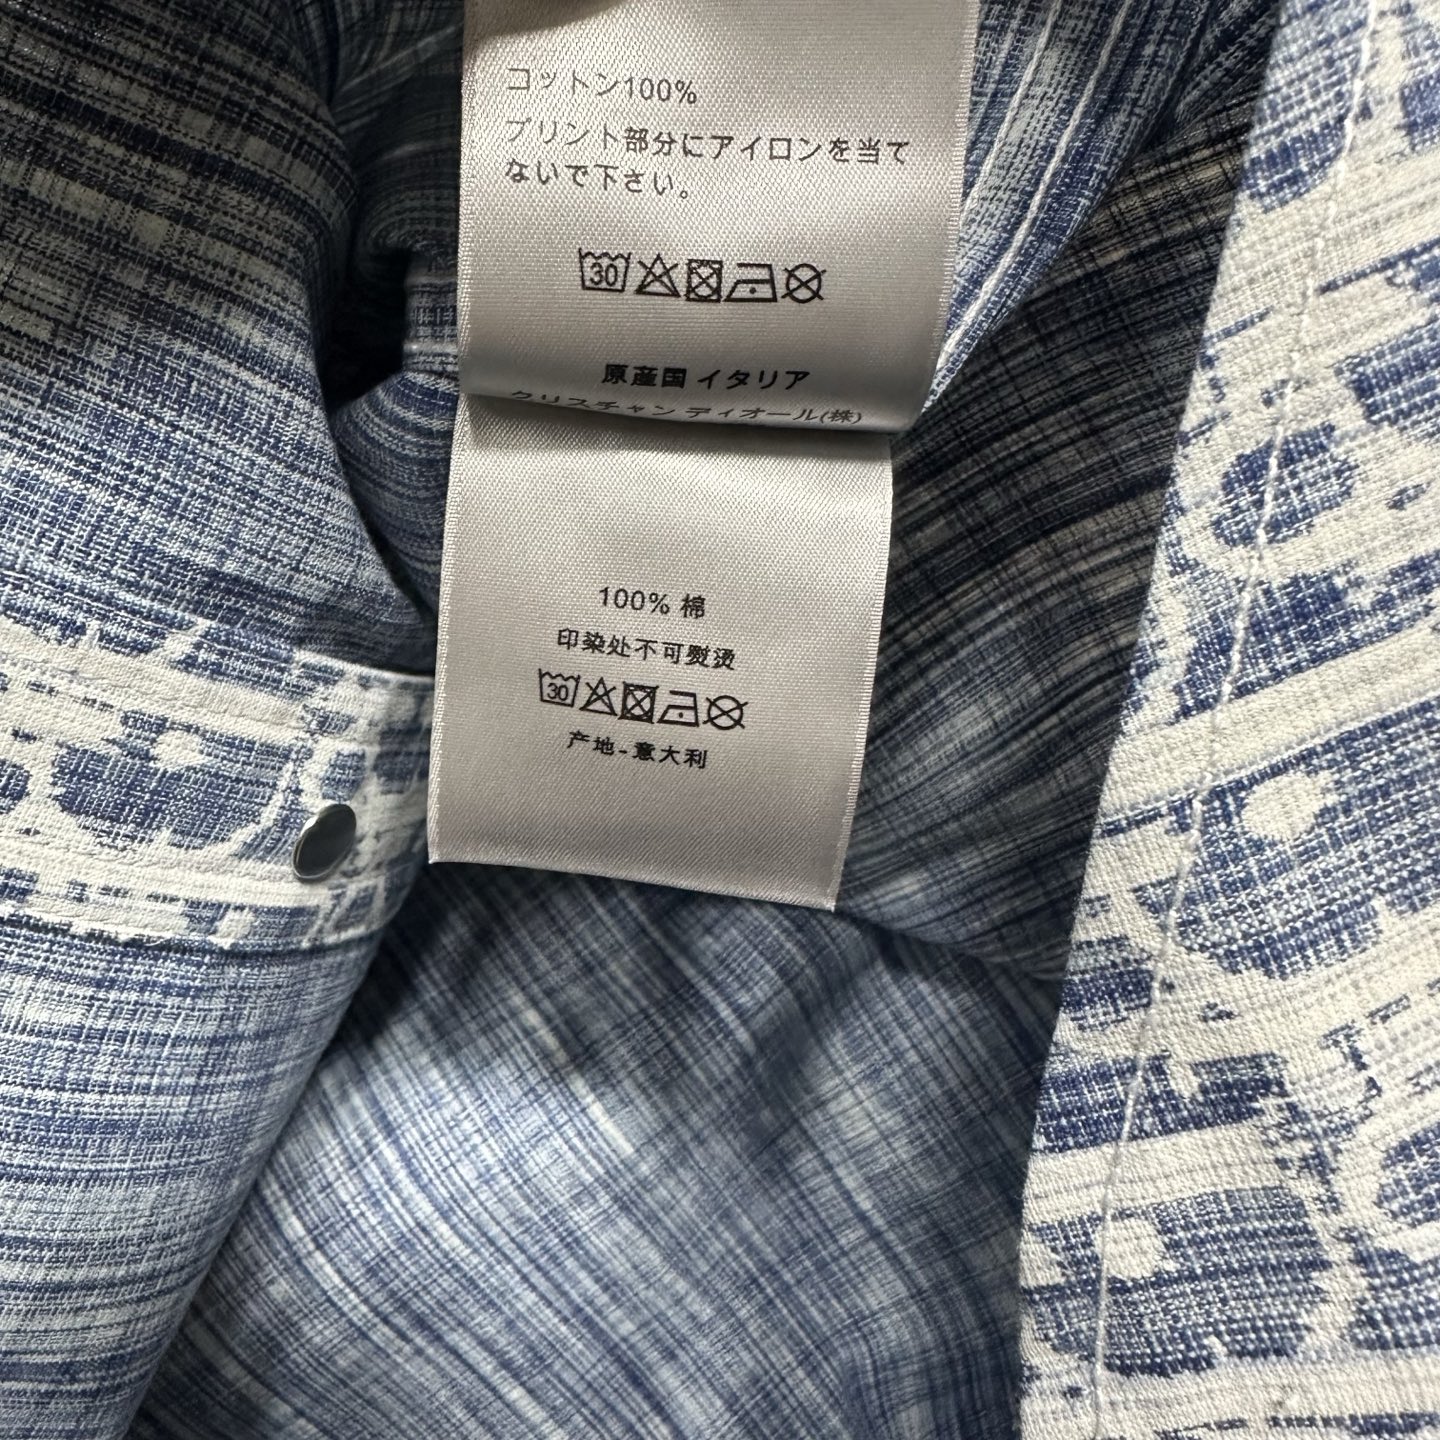 コットン100%
プリント部分にアイロンを当て
ないで下さい。
30
原産国 イタリア
クリスチャン ディオール(株)
100% 棉
印染处不可熨烫
30
产地-意大利